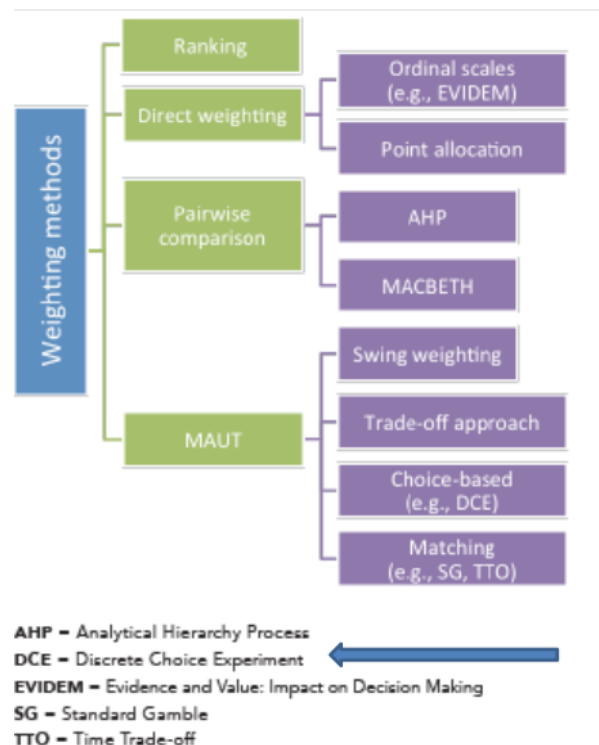 Weighting methods
Ranking
Direct weighting
Ordinal scales
(e.g., EVIDEM)
Point allocation
Pairwise
comparison
AHP
MACBETH
MAUT
Swing weighting
Trade-off approach
Choice-based
(e.g., DCE)
Matching
(e.g., SG, TTO)
AHP – Analytical Hierarchy Process
DCE – Discrete Choice Experiment
EVIDEM – Evidence and Value: Impact on Decision Making
SG – Standard Gamble
TTO – Time Trade-off